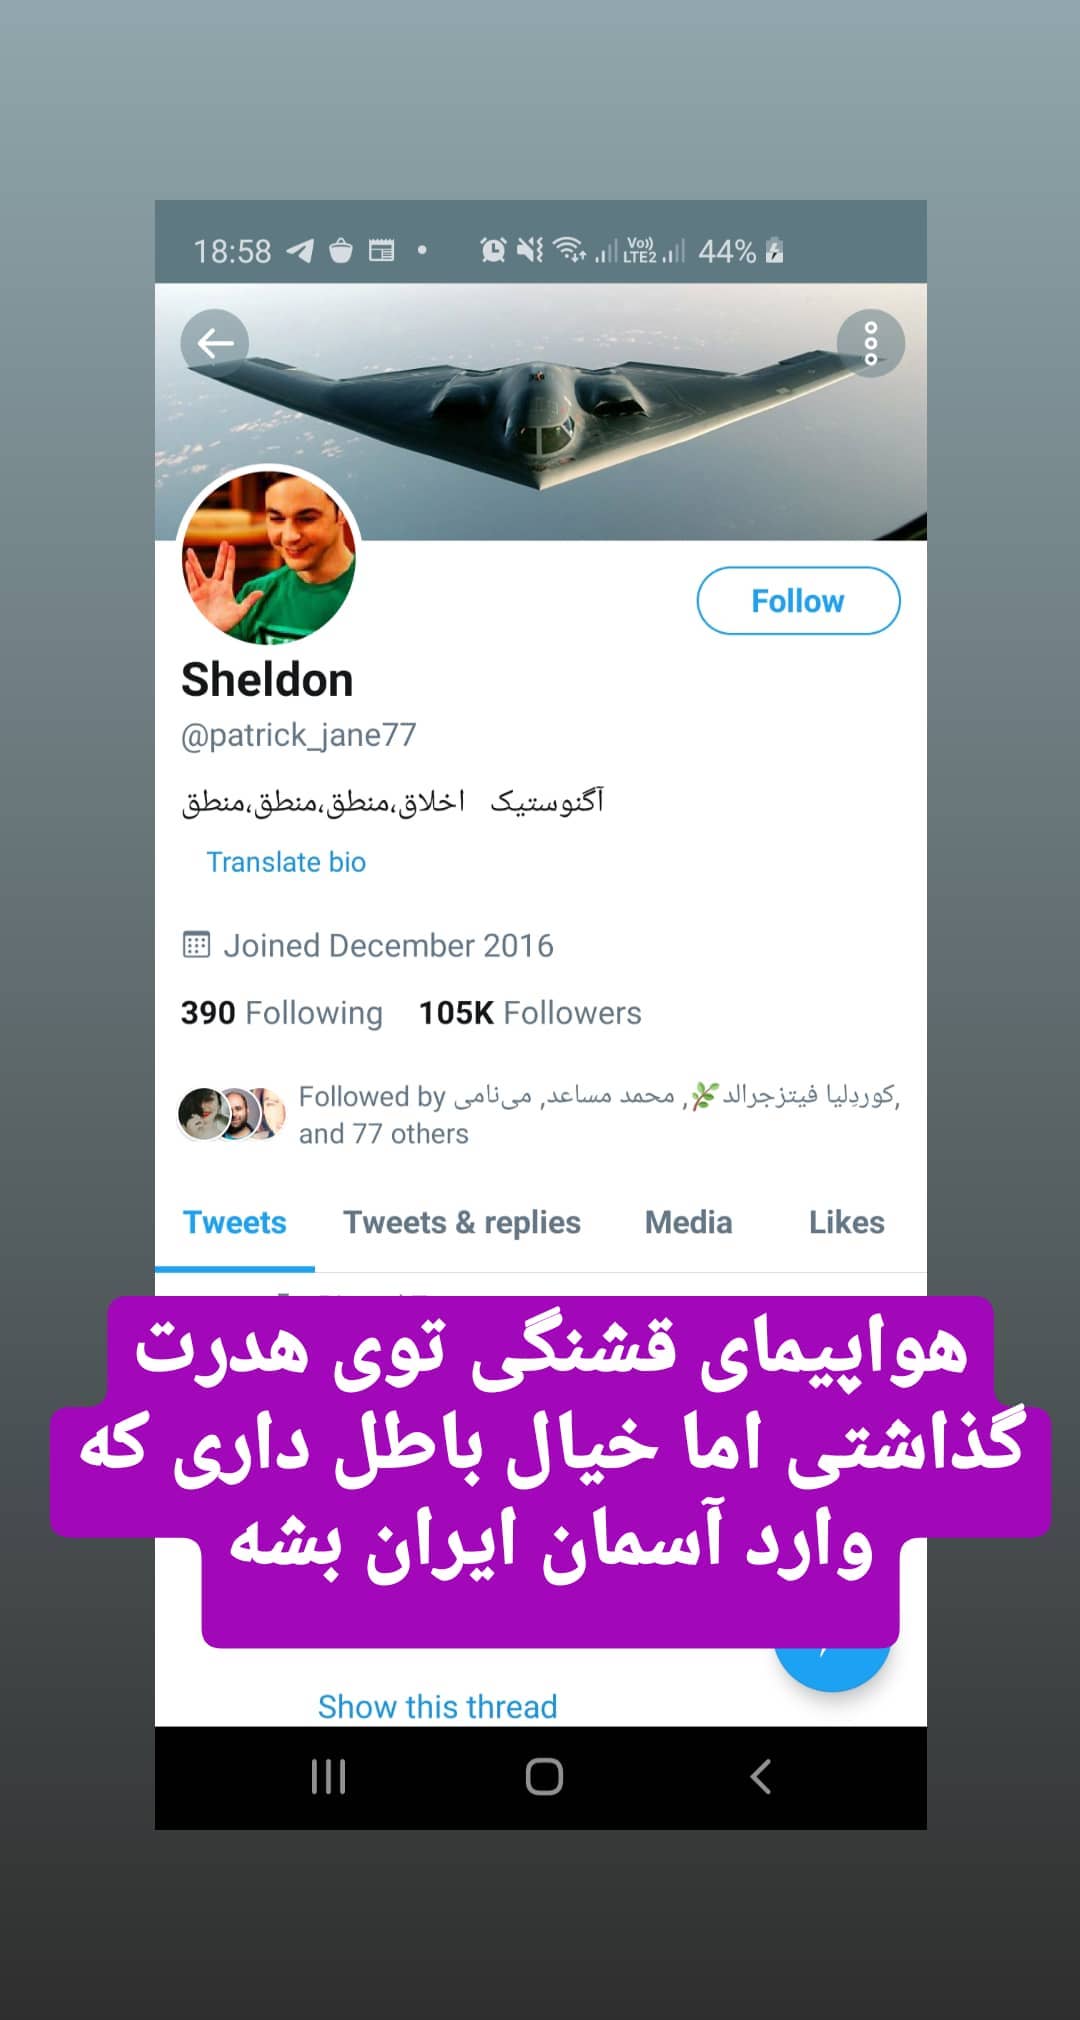 18:58
Vo)) LTE2 44%
Follow
Sheldon
@patrick_jane77
آگنوستیک اخلاق،منطق،منطق،منطق
Translate bio
Joined December 2016
390 Following 105K Followers
Followed by کوردِلیا فیتزجرالد🌿, محمد مساعد, می‌نامی,
and 77 others
Tweets Tweets & replies Media Likes
هواپیمای قشنگی توی هدرت
گذاشتی اما خیال باطل داری که
وارد آسمان ایران بشه
Show this thread